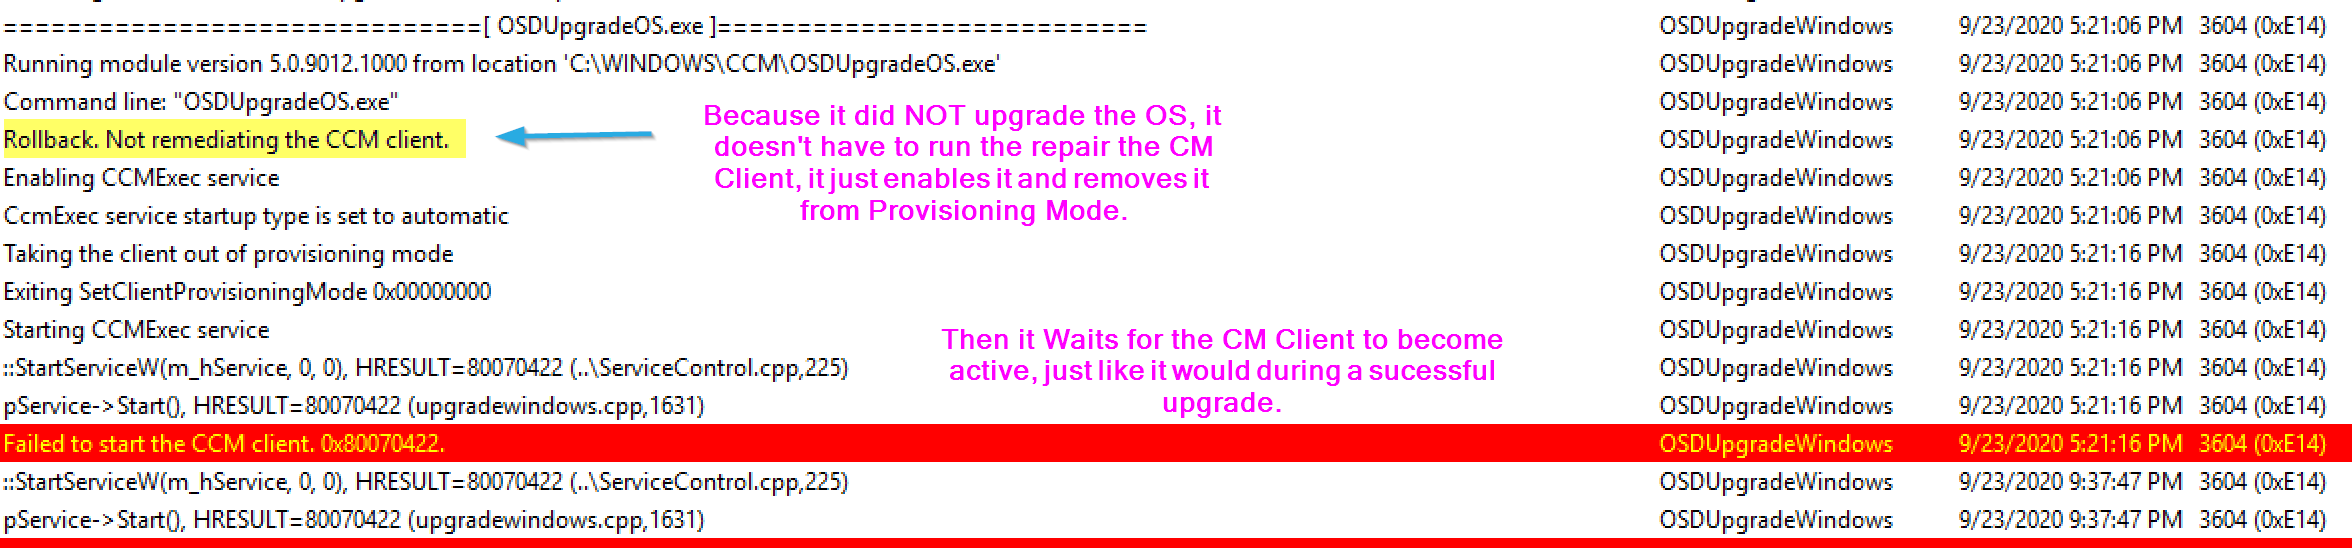 ==============================[ OSDUpgradeOS.exe ]=========================== OSDUpgradeWindows 9/23/2020 5:21:06 PM 3604 (0xE14)
Running module version 5.0.9012.1000 from location 'C:\WINDOWS\CCM\OSDUpgradeOS.exe' OSDUpgradeWindows 9/23/2020 5:21:06 PM 3604 (0xE14)
Command line: "OSDUpgradeOS.exe" OSDUpgradeWindows 9/23/2020 5:21:06 PM 3604 (0xE14)
Rollback. Not remediating the CCM client. OSDUpgradeWindows 9/23/2020 5:21:06 PM 3604 (0xE14)
Enabling CCMExec service OSDUpgradeWindows 9/23/2020 5:21:06 PM 3604 (0xE14)
CcmExec service startup type is set to automatic OSDUpgradeWindows 9/23/2020 5:21:06 PM 3604 (0xE14)
Because it did NOT upgrade the OS, it
doesn't have to run the repair the CM
Client, it just enables it and removes it
from Provisioning Mode.
Taking the client out of provisioning mode OSDUpgradeWindows 9/23/2020 5:21:16 PM 3604 (0xE14)
Exiting SetClientProvisioningMode 0x00000000 OSDUpgradeWindows 9/23/2020 5:21:16 PM 3604 (0xE14)
Starting CCMExec service OSDUpgradeWindows 9/23/2020 5:21:16 PM 3604 (0xE14)
::StartServiceW(m_hService, 0, 0), HRESULT=80070422 (..\ServiceControl.cpp,225) OSDUpgradeWindows 9/23/2020 5:21:16 PM 3604 (0xE14)
pService->Start(), HRESULT=80070422 (upgradewindows.cpp,1631) OSDUpgradeWindows 9/23/2020 5:21:16 PM 3604 (0xE14)
Then it Waits for the CM Client to become
active, just like it would during a sucessful
upgrade.
Failed to start the CCM client. 0x80070422. OSDUpgradeWindows 9/23/2020 5:21:16 PM 3604 (0xE14)
::StartServiceW(m_hService, 0, 0), HRESULT=80070422 (..\ServiceControl.cpp,225) OSDUpgradeWindows 9/23/2020 9:37:47 PM 3604 (0xE14)
pService->Start(), HRESULT=80070422 (upgradewindows.cpp,1631) OSDUpgradeWindows 9/23/2020 9:37:47 PM 3604 (0xE14)